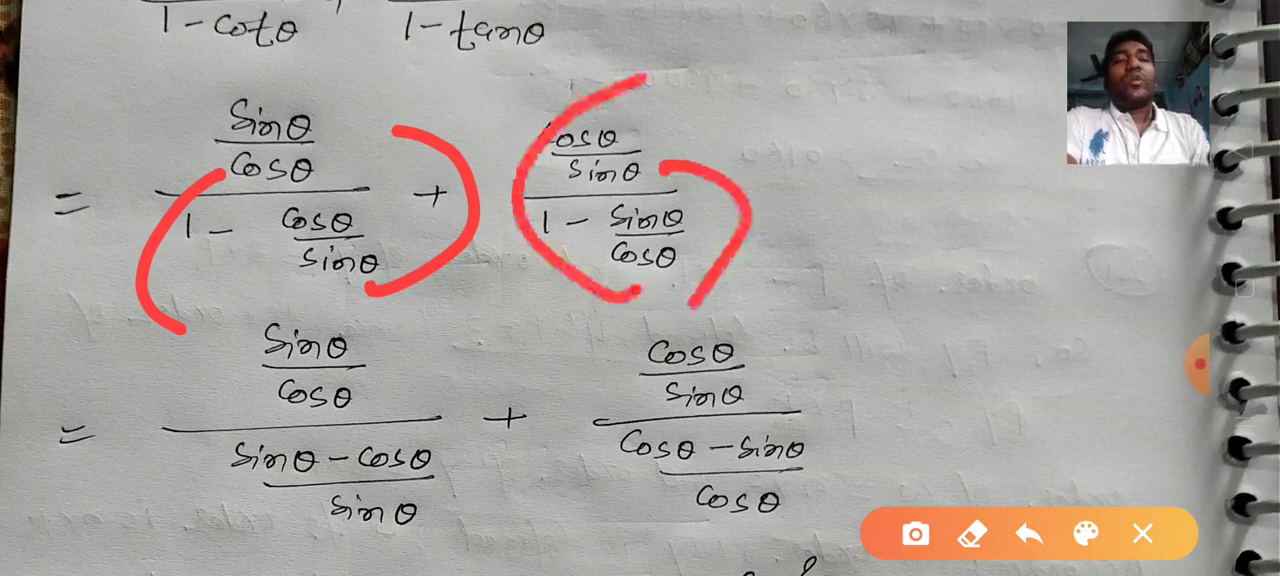 1-cotθ 1-tanθ
sinθ cosθ
cosθ sinθ
= +
1 - cosθ 1 - sinθ
sinθ cosθ
sinθ cosθ
cosθ sinθ
= +
sinθ - cosθ cosθ - sinθ
sinθ cosθ